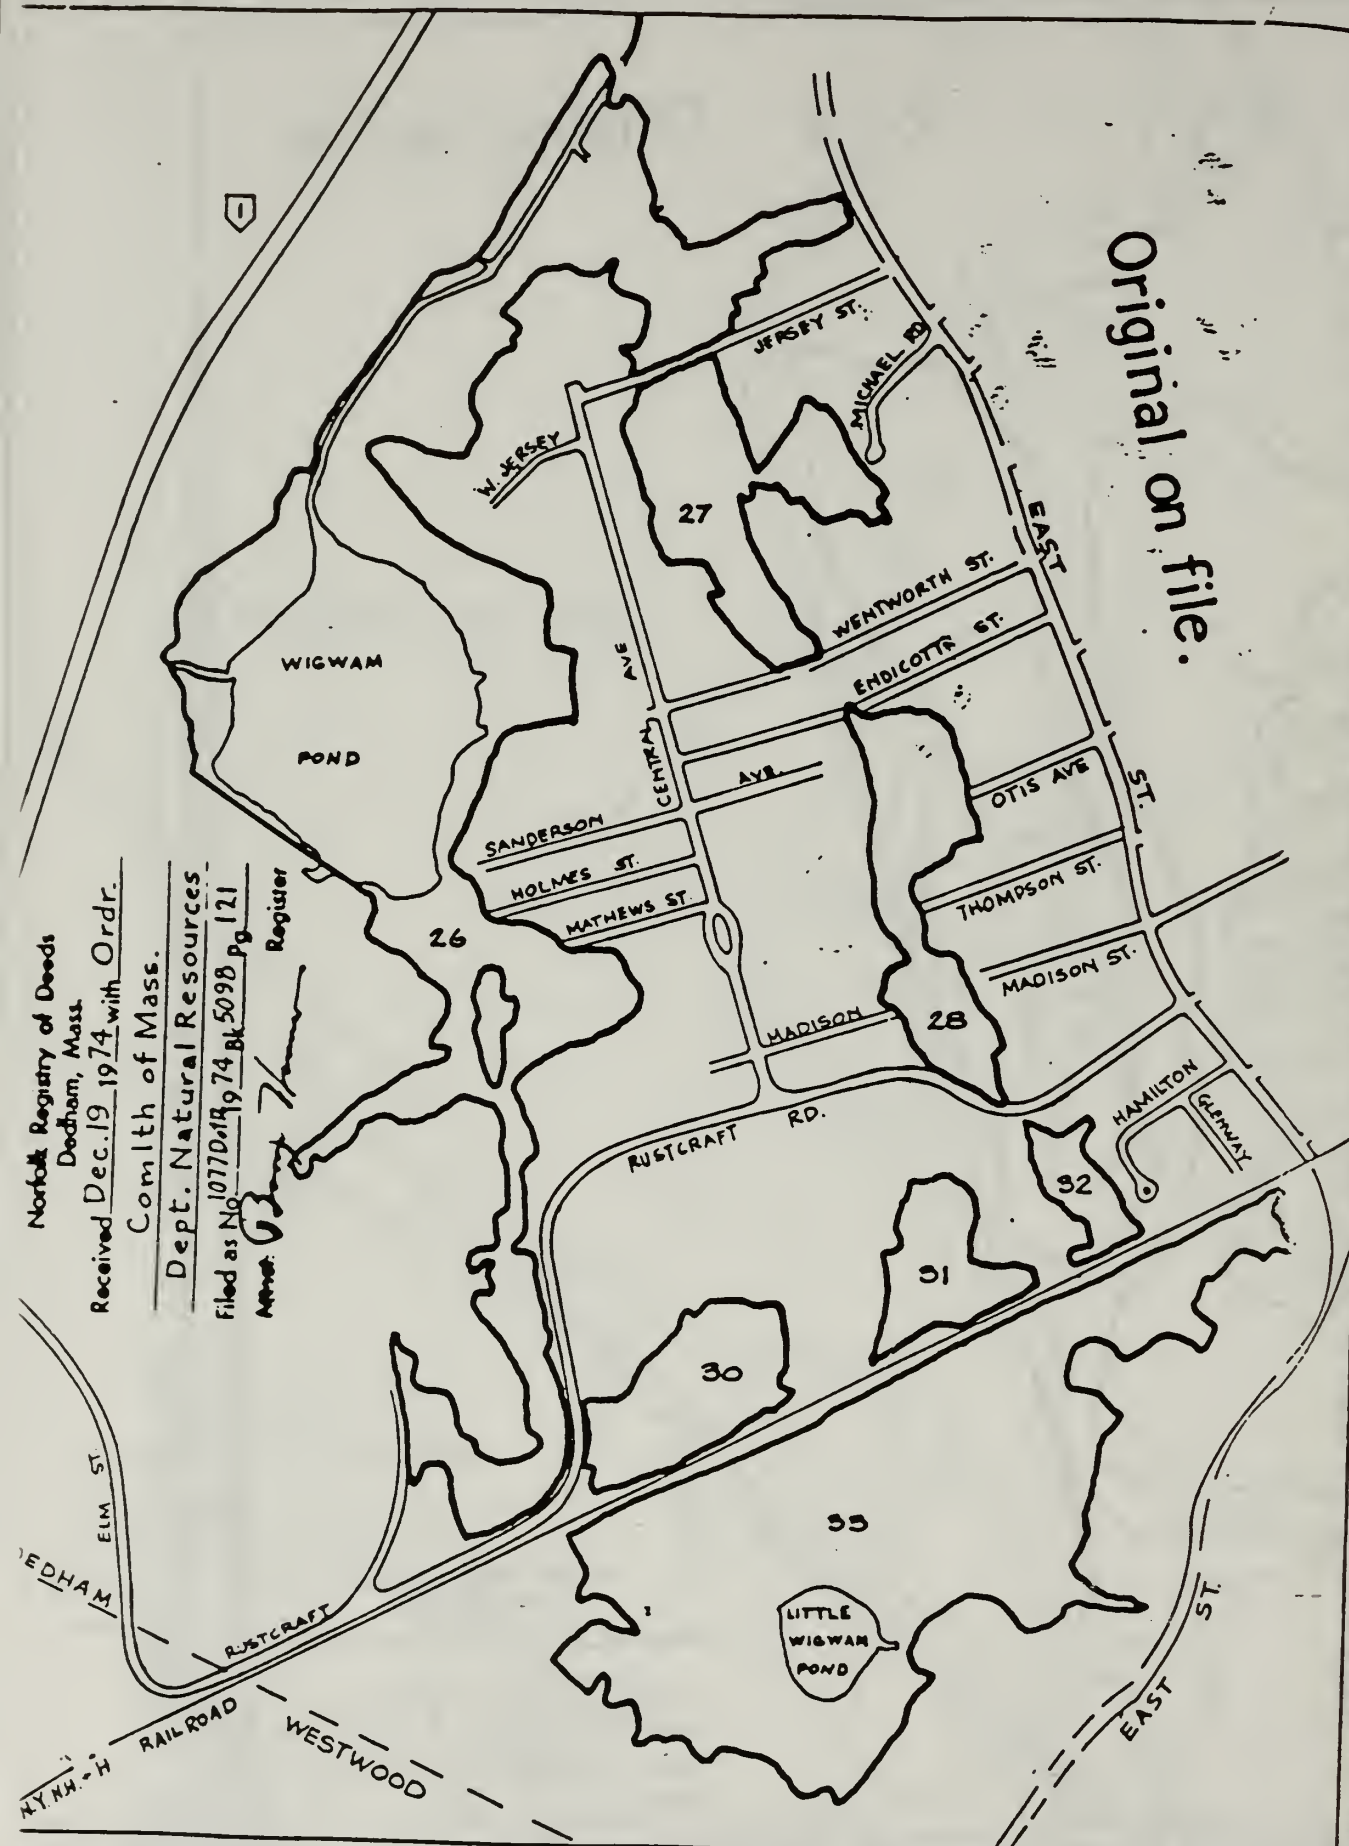 Original on file.
1
JERSEY ST.
MICHAEL RD
W. JERSEY
27
EAST ST.
WENTWORTH ST.
ENDICOTT ST.
WIGWAM
POND
CENTRAL AVE
AVE.
OTIS AVE
SANDERSON
HOLMES ST.
MATHEWS ST.
THOMPSON ST.
MADISON ST.
26
28
MADISON
RUSTCRAFT RD.
HAMILTON
GLENWAY
32
31
30
33
LITTLE
WIGWAM
POND
EAST ST.
ELM ST.
EDHAM
RUSTCRAFT
RAILROAD
N.Y. N.H. - H
WESTWOOD
Norfolk Registry of Deeds
Dedham, Mass.
Received Dec. 19 1974 with Ordr.
Comlth of Mass.
Dept. Natural Resources
Filed as No. 1077 1974 Bk 5098 Pg 121
Attest:
Register